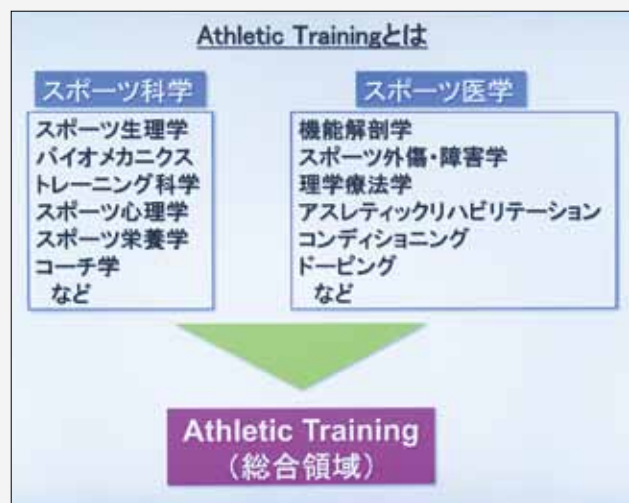 Athletic Trainingとは
スポーツ科学
スポーツ生理学
バイオメカニクス
トレーニング科学
スポーツ心理学
スポーツ栄養学
コーチ学
など
スポーツ医学
機能解剖学
スポーツ外傷・障害学
理学療法学
アスレティックリハビリテーション
コンディショニング
ドーピング
など
Athletic Training
（総合領域）